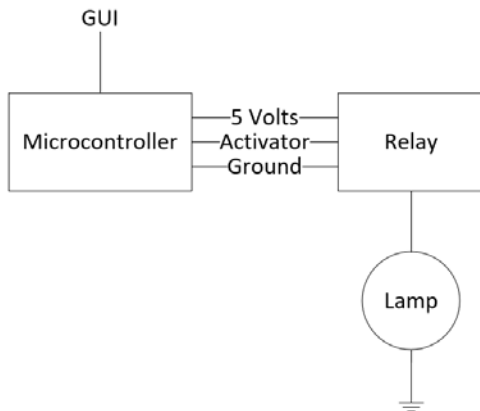 GUI
Microcontroller
5 Volts
Activator
Ground
Relay
Lamp